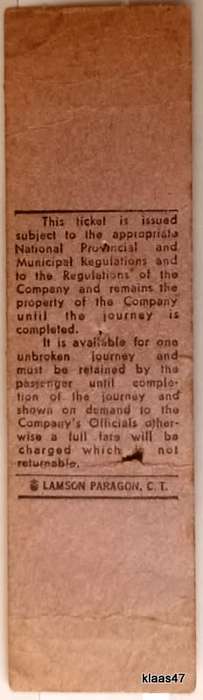 This ticket is issued
subject to the appropriate
National Provincial and
Municipal Regulations and
to the Regulations of the
Company and remains the
property of the Company
until the journey is
completed.
It is available for one
unbroken journey and
must be retained by the
passenger until comple-
tion of the journey and
shown on demand to the
Company's Officials other-
wise a full fare will be
charged which is not
returnable.
LAMSON PARAGON, C. T.
klaas47